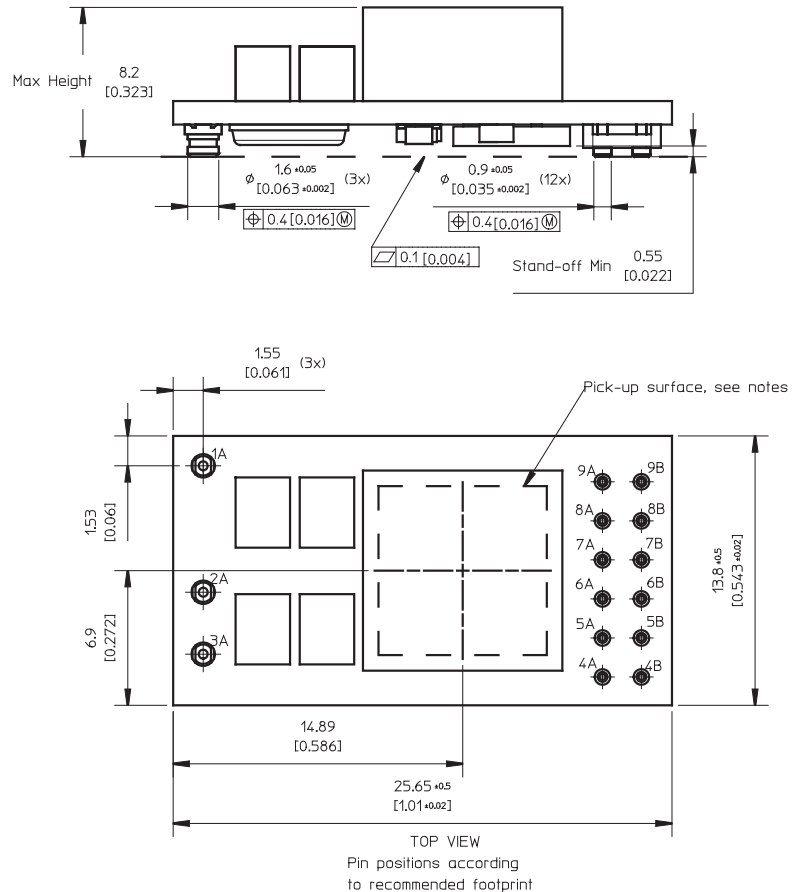 Max Height 8.2
[0.323]
⌀ 1.6 ±0.05
[0.063 ±0.002] (3x)
⌖ 0.4 [0.016] Ⓜ
⌀ 0.9 ±0.05
[0.035 ±0.002] (12x)
⌖ 0.4 [0.016] Ⓜ
⏥ 0.1 [0.004]
Stand-off Min 0.55
[0.022]
1.55
[0.061] (3x)
Pick-up surface, see notes
1A
9A 9B
8A 8B
1.53
[0.06]
7A 7B
2A
6A 6B
13.8 ±0.5
[0.543 ±0.02]
5A 5B
6.9
[0.272]
3A
4A 4B
14.89
[0.586]
25.65 ±0.5
[1.01 ±0.02]
TOP VIEW
Pin positions according
to recommended footprint